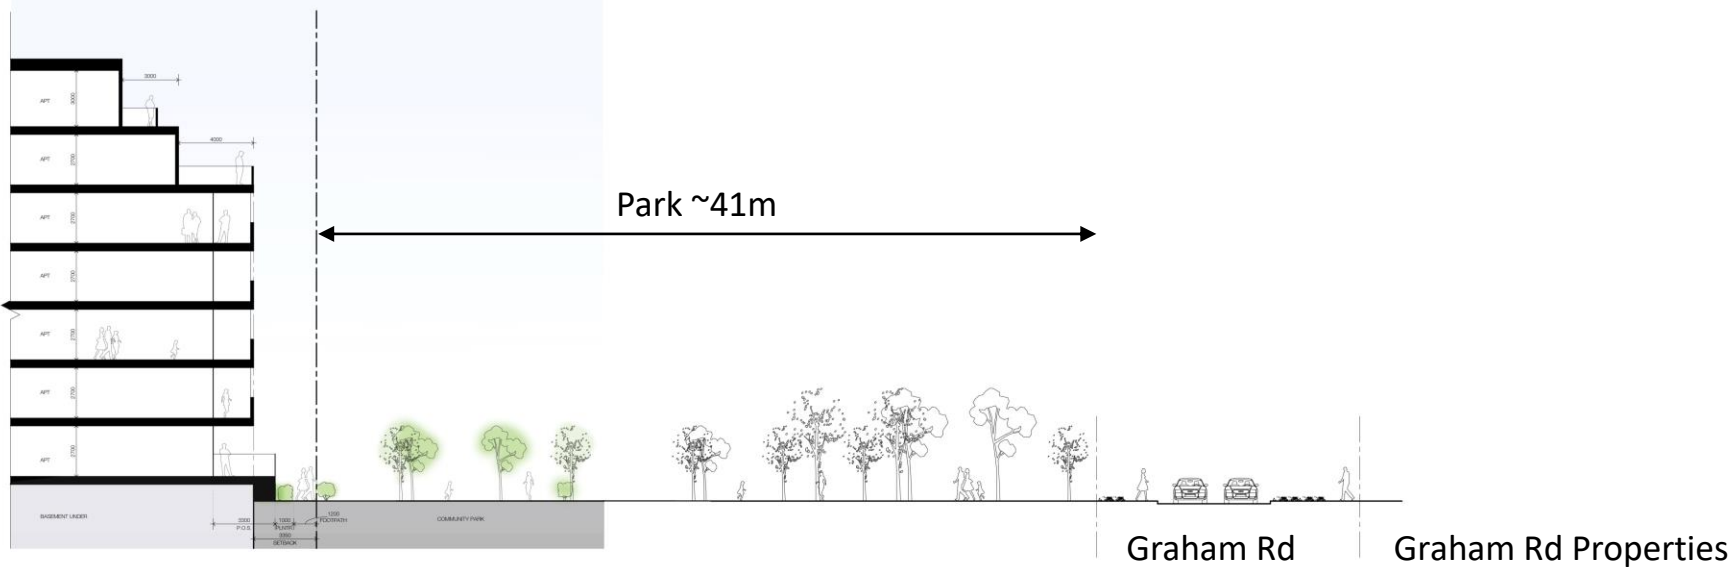 3000
APT
3000
4000
APT
2700
APT
2700
Park ~41m
APT
2700
APT
2700
APT
2700
APT
2700
BASEMENT UNDER
1200
FOOTPATH
COMMUNITY PARK
P.O.S.
SETBACK
Graham Rd
Graham Rd Properties